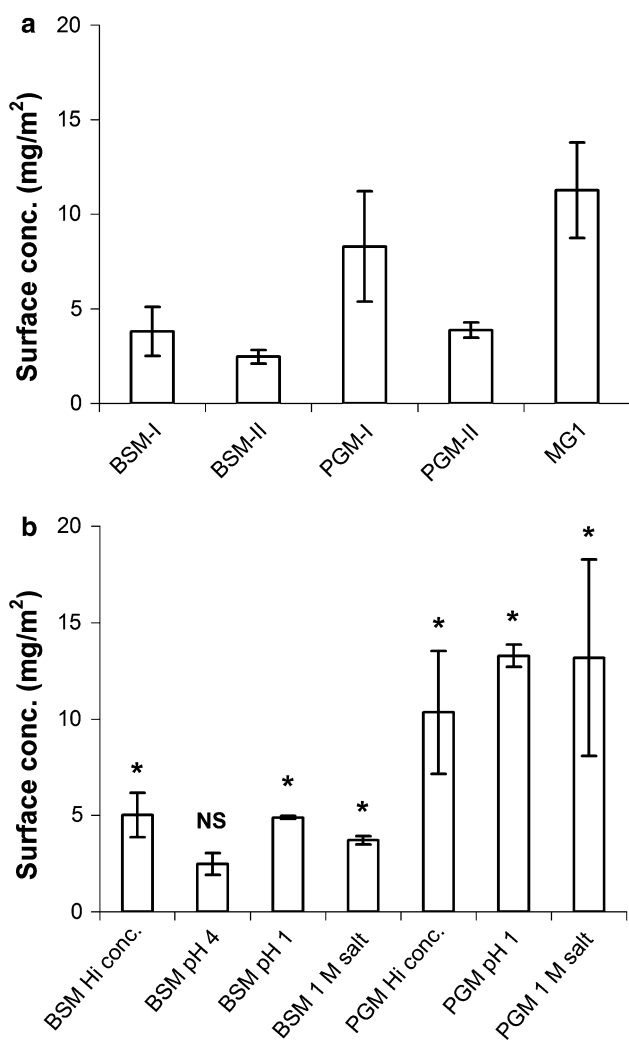 a
Surface conc. (mg/m²)
20
15
10
5
0
BSM-I
BSM-II
PGM-I
PGM-II
MG1
b
Surface conc. (mg/m²)
20
15
10
5
0
*
NS
*
*
*
*
*
BSM Hi conc.
BSM pH 4
BSM pH 1
BSM 1 M salt
PGM Hi conc.
PGM pH 1
PGM 1 M salt